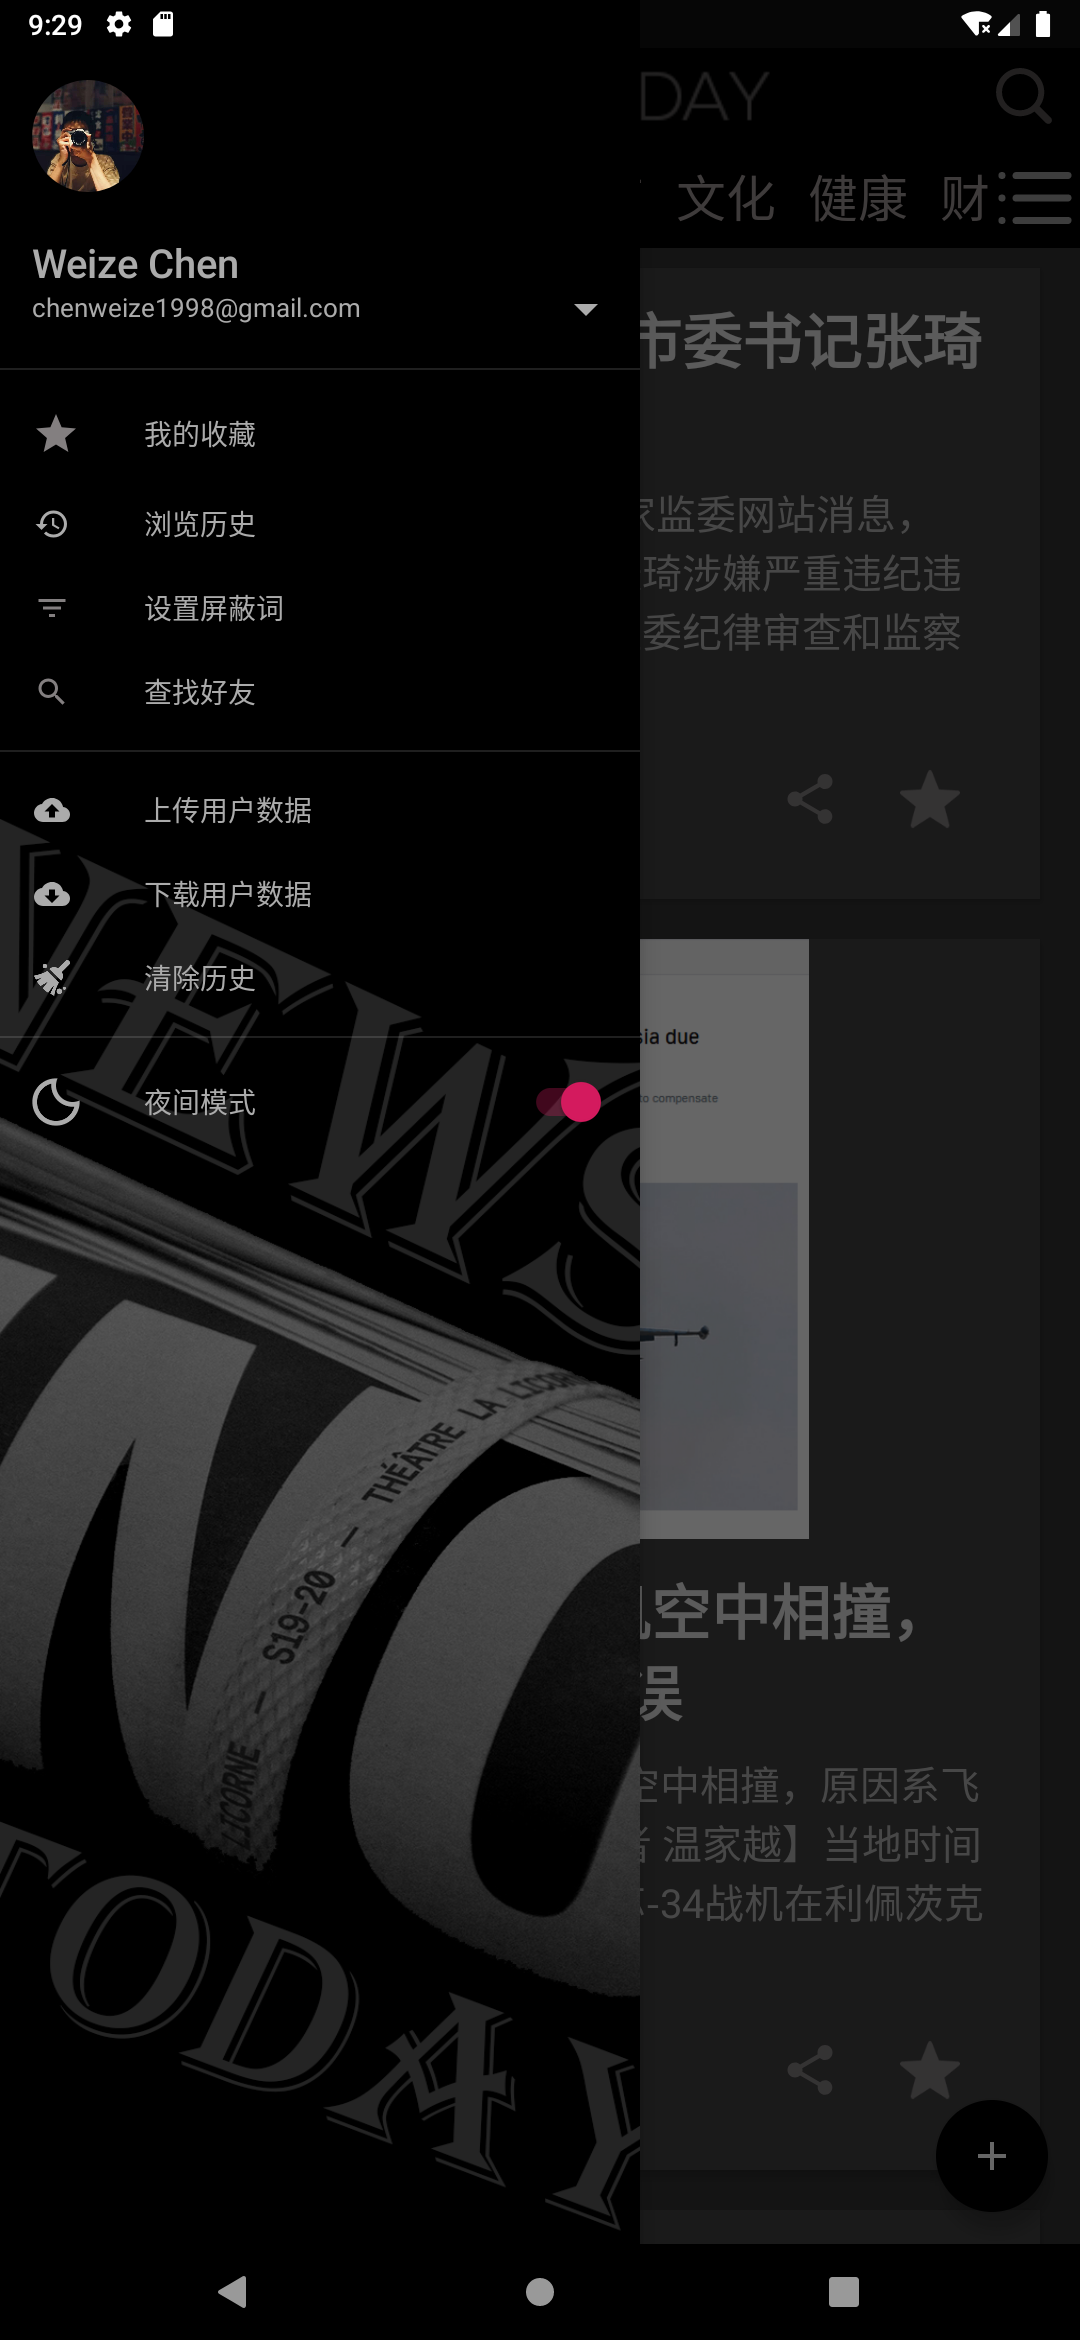 9:29
DAY
文化 健康 财
Weize Chen
chenweize1998@gmail.com
我的收藏
浏览历史
设置屏蔽词
查找好友
上传用户数据
下载用户数据
清除历史
夜间模式
市委书记张琦
家监委网站消息，
琦涉嫌严重违纪违
委纪律审查和监察
sia due
to compensate
空中相撞，
误
空中相撞，原因系飞
者 温家越】当地时间
-34战机在利佩茨克
NEWS
THÉÂTRE LA LICOR
LICORNE - S19-20 -
NO
TODAY